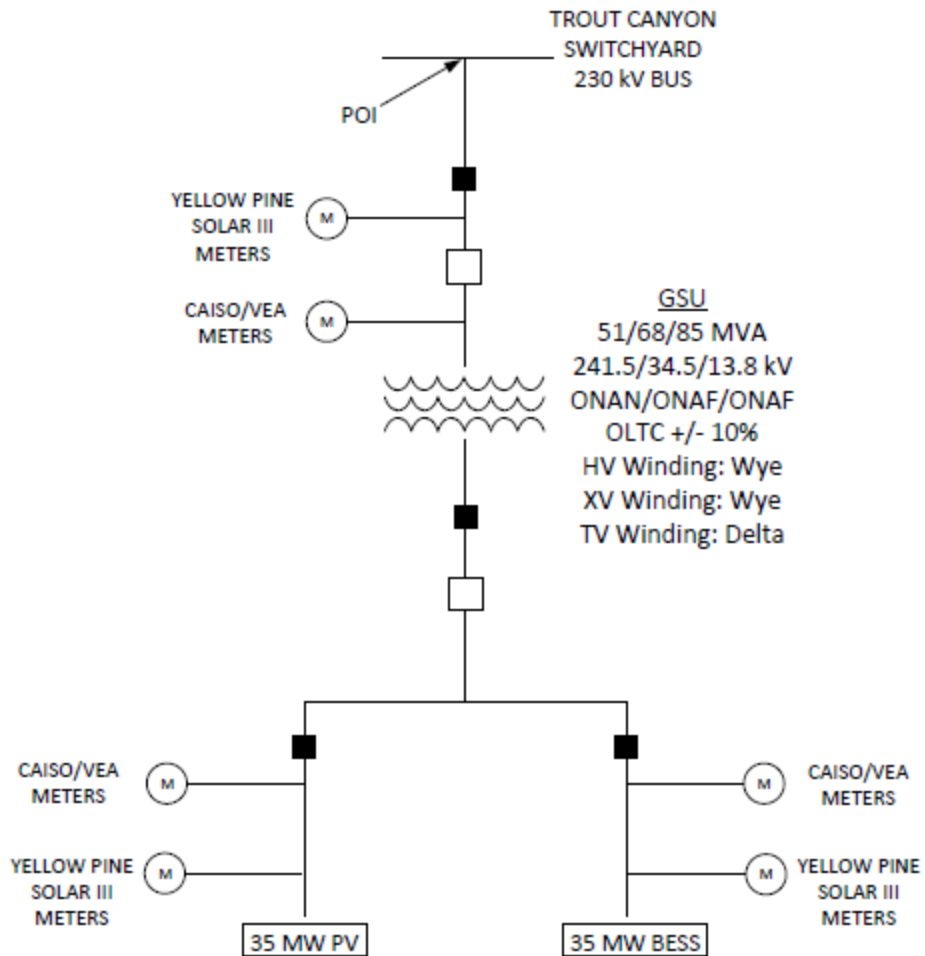 TROUT CANYON
SWITCHYARD
230 kV BUS
POI
YELLOW PINE
SOLAR III
METERS
M
CAISO/VEA
METERS
M
GSU
51/68/85 MVA
241.5/34.5/13.8 kV
ONAN/ONAF/ONAF
OLTC +/- 10%
HV Winding: Wye
XV Winding: Wye
TV Winding: Delta
CAISO/VEA
METERS
M
M
CAISO/VEA
METERS
YELLOW PINE
SOLAR III
METERS
M
M
YELLOW PINE
SOLAR III
METERS
35 MW PV
35 MW BESS